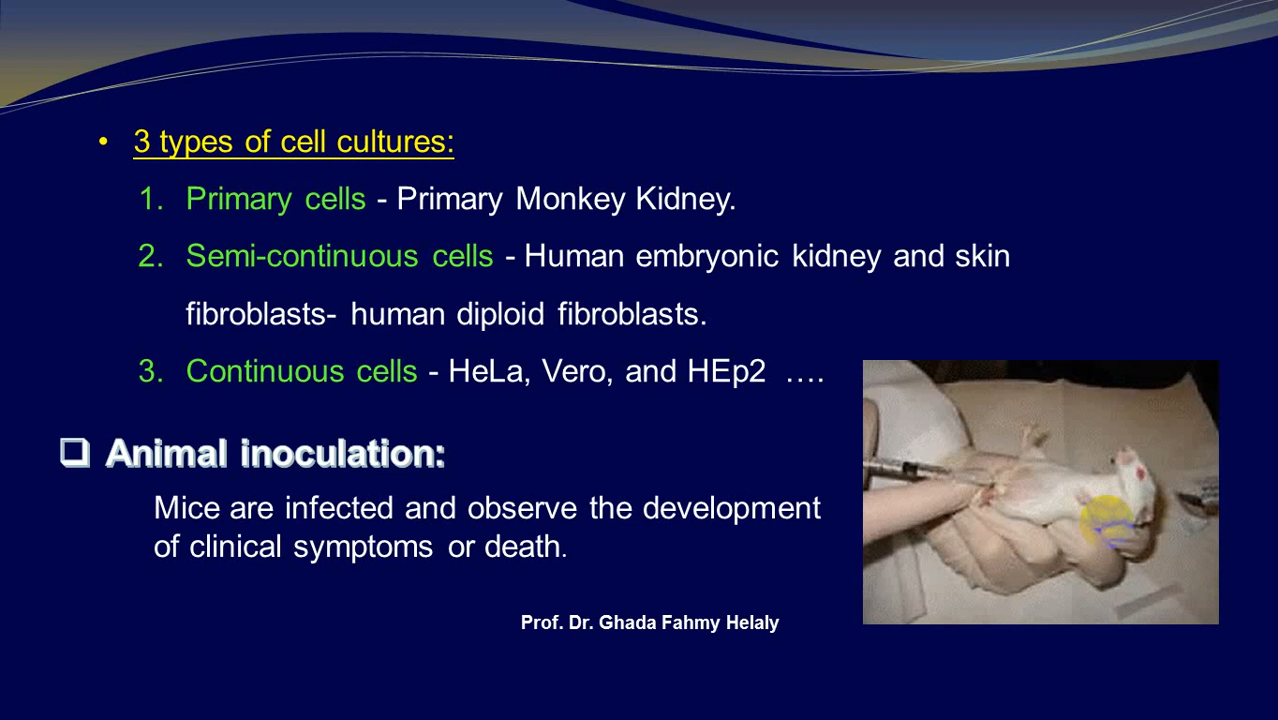 • 3 types of cell cultures:
1. Primary cells - Primary Monkey Kidney.
2. Semi-continuous cells - Human embryonic kidney and skin
fibroblasts- human diploid fibroblasts.
3. Continuous cells - HeLa, Vero, and HEp2 ....
❑ Animal inoculation:
Mice are infected and observe the development
of clinical symptoms or death.
Prof. Dr. Ghada Fahmy Helaly